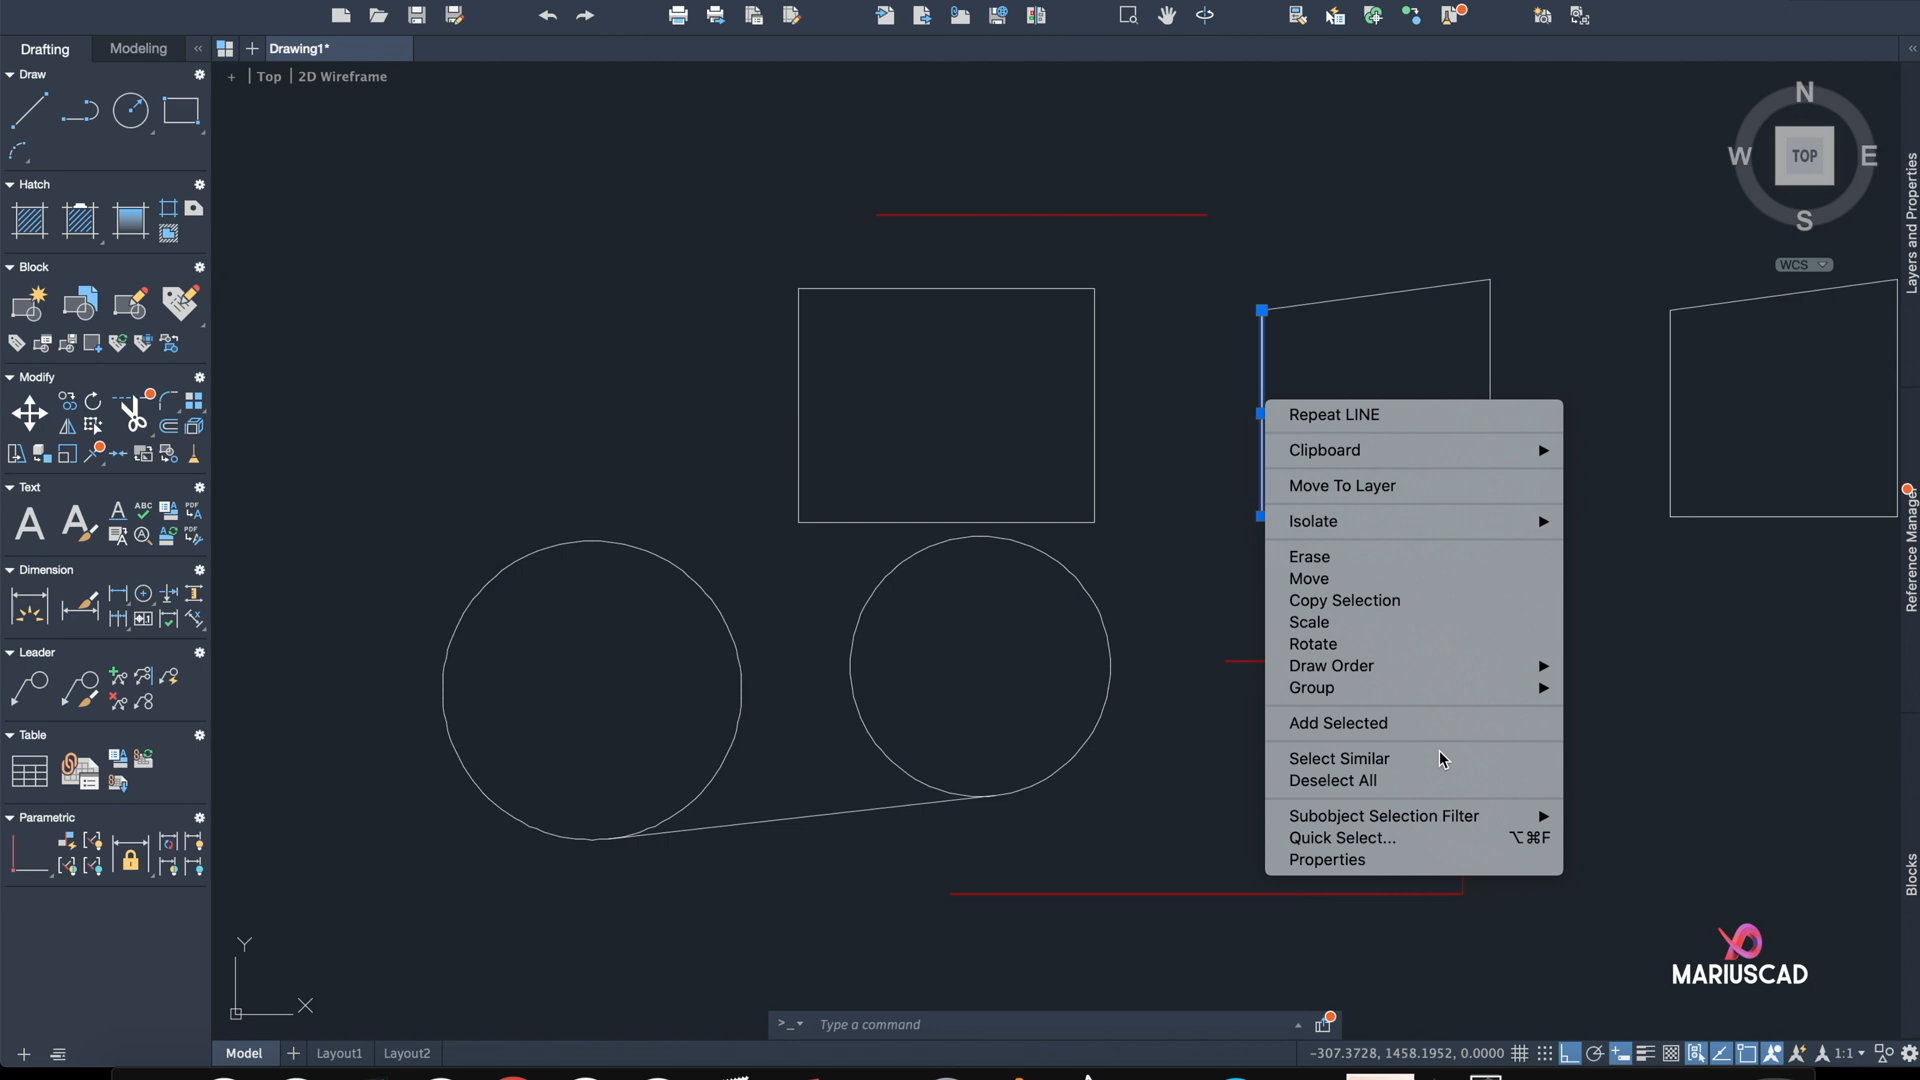 Drafting
Modeling
Drawing1*
Draw
+ | Top | 2D Wireframe
N
W
TOP
E
S
WCS
Hatch
Block
Modify
Text
Dimension
Leader
Table
Parametric
Layers and Properties
Reference Manager
Blocks
Repeat LINE
Clipboard
Move To Layer
Isolate
Erase
Move
Copy Selection
Scale
Rotate
Draw Order
Group
Add Selected
Select Similar
Deselect All
Subobject Selection Filter
Quick Select... ⌥⌘F
Properties
Y
X
MARIUSCAD
>_ Type a command
Model
Layout1
Layout2
-307.3728, 1458.1952, 0.0000
1:1